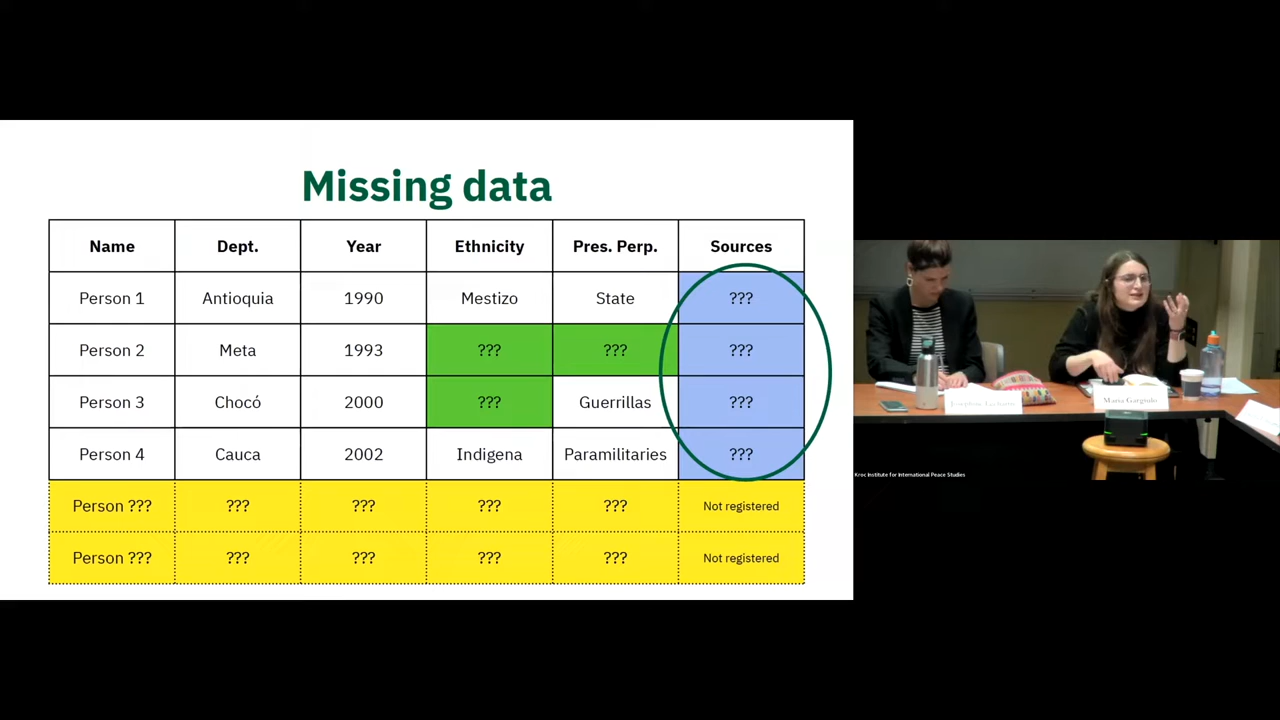 Missing data
Name Dept. Year Ethnicity Pres. Perp. Sources
Person 1 Antioquia 1990 Mestizo State ???
Person 2 Meta 1993 ??? ??? ???
Person 3 Chocó 2000 ??? Guerrillas ???
Person 4 Cauca 2002 Indigena Paramilitaries ???
Person ??? ??? ??? ??? ??? Not registered
Person ??? ??? ??? ??? ??? Not registered
Maria Gargiulo
Kroc Institute for International Peace Studies